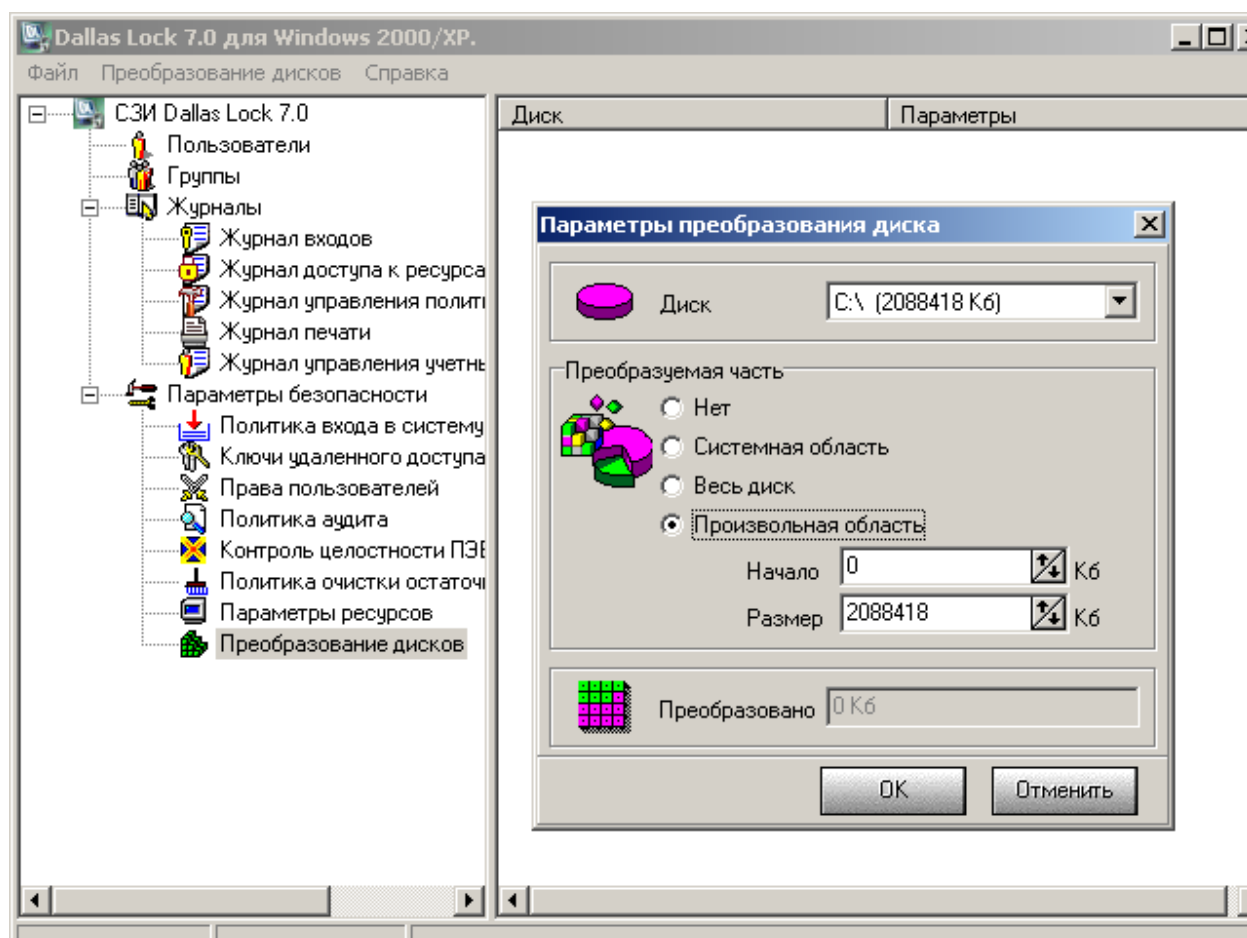 Dallas Lock 7.0 для Windows 2000/XP.
Файл Преобразование дисков Справка
СЗИ Dallas Lock 7.0
Пользователи
Группы
Журналы
Журнал входов
Журнал доступа к ресурса
Журнал управления полити
Журнал печати
Журнал управления учетны
Параметры безопасности
Политика входа в систему
Ключи удаленного доступа
Права пользователей
Политика аудита
Контроль целостности ПЭВ
Политика очистки остаточн
Параметры ресурсов
Преобразование дисков
Диск Параметры
Параметры преобразования диска
Диск C:\ (2088418 Кб)
Преобразуемая часть
Нет
Системная область
Весь диск
Произвольная область
Начало 0 Кб
Размер 2088418 Кб
Преобразовано 0 Кб
OK Отменить